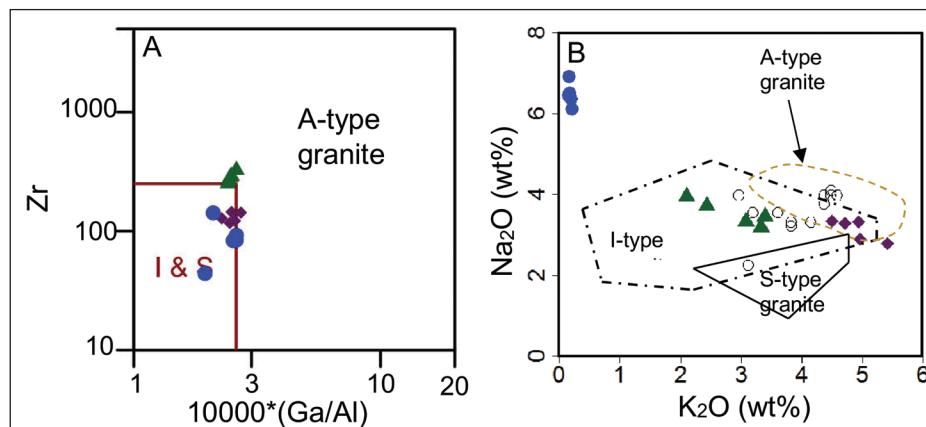 A
1000
100
10
Zr
A-type
granite
I & S
1
3
10
20
10000*(Ga/Al)
B
8
6
4
2
0
Na₂O (wt%)
A-type
granite
I-type
S-type
granite
0
1
2
3
4
5
6
K₂O (wt%)